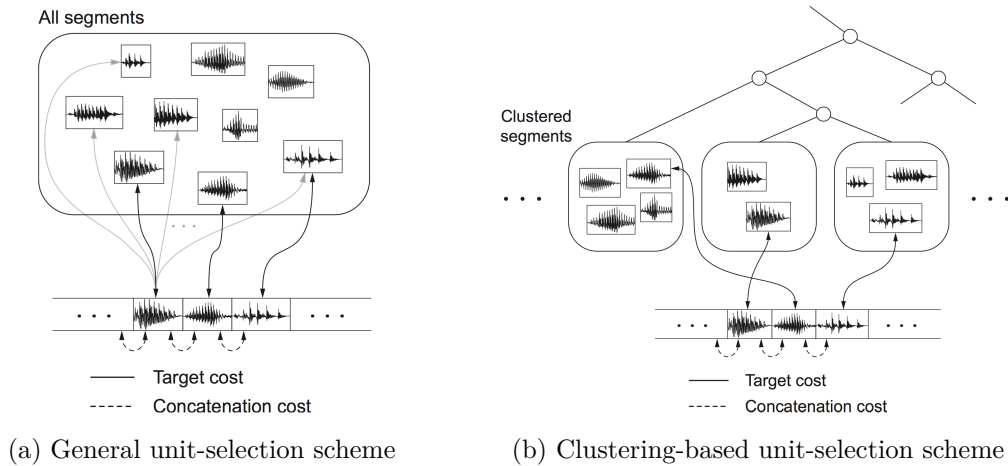 All segments
. . .
. . .
. . .
Target cost
Concatenation cost
(a) General unit-selection scheme
Clustered
segments
. . .
. . .
. . .
. . .
Target cost
Concatenation cost
(b) Clustering-based unit-selection scheme